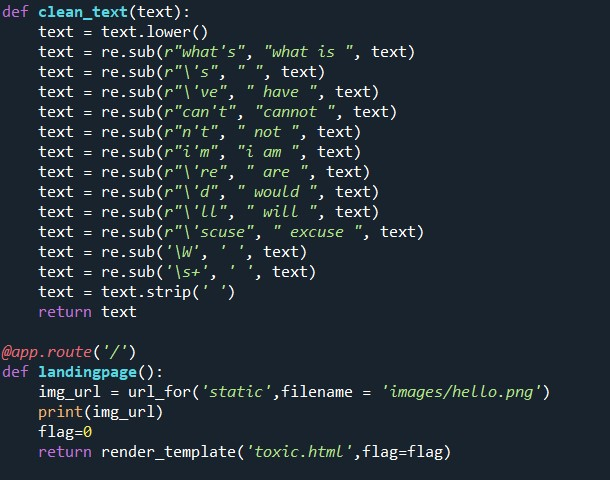 def clean_text(text):
    text = text.lower()
    text = re.sub(r"what's", "what is ", text)
    text = re.sub(r"\'s", " ", text)
    text = re.sub(r"\'ve", " have ", text)
    text = re.sub(r"can't", "cannot ", text)
    text = re.sub(r"n't", " not ", text)
    text = re.sub(r"i'm", "i am ", text)
    text = re.sub(r"\'re", " are ", text)
    text = re.sub(r"\'d", " would ", text)
    text = re.sub(r"\'ll", " will ", text)
    text = re.sub(r"\'scuse", " excuse ", text)
    text = re.sub('\W', ' ', text)
    text = re.sub('\s+', ' ', text)
    text = text.strip(' ')
    return text

@app.route('/')
def landingpage():
    img_url = url_for('static',filename = 'images/hello.png')
    print(img_url)
    flag=0
    return render_template('toxic.html',flag=flag)